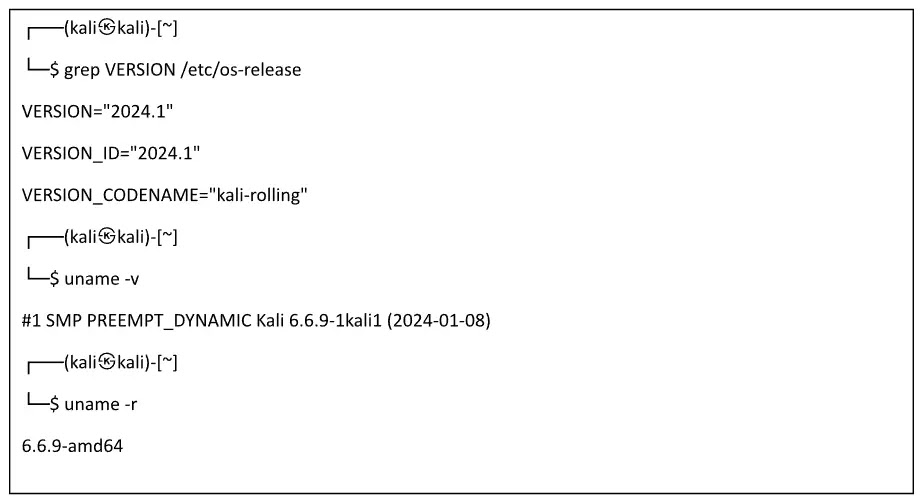 ┌──(kali㉿kali)-[~]
└─$ grep VERSION /etc/os-release
VERSION="2024.1"
VERSION_ID="2024.1"
VERSION_CODENAME="kali-rolling"
┌──(kali㉿kali)-[~]
└─$ uname -v
#1 SMP PREEMPT_DYNAMIC Kali 6.6.9-1kali1 (2024-01-08)
┌──(kali㉿kali)-[~]
└─$ uname -r
6.6.9-amd64